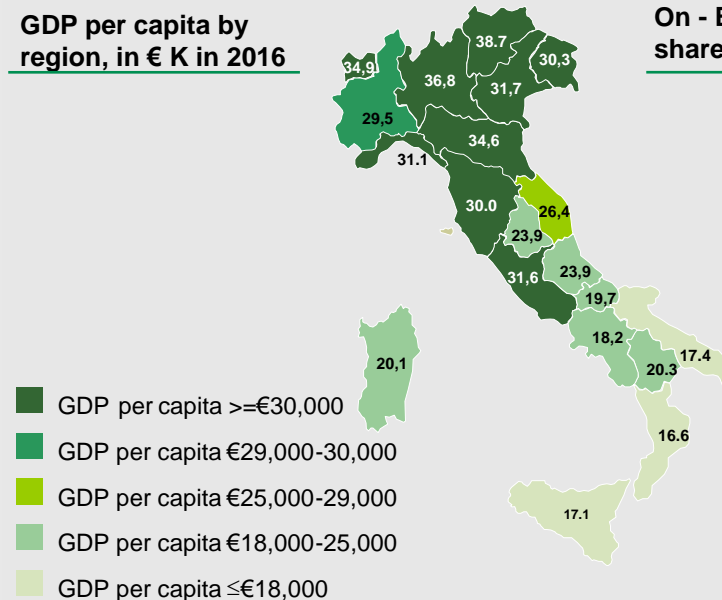 GDP per capita by
region, in € K in 2016
On - B
share
38.7
34,9
30,3
36,8
31,7
29,5
34,6
31.1
30.0
26,4
23,9
23,9
31,6
19,7
18,2
17.4
20,1
20.3
16.6
17.1
GDP per capita >=€30,000
GDP per capita €29,000-30,000
GDP per capita €25,000-29,000
GDP per capita €18,000-25,000
GDP per capita ≤€18,000